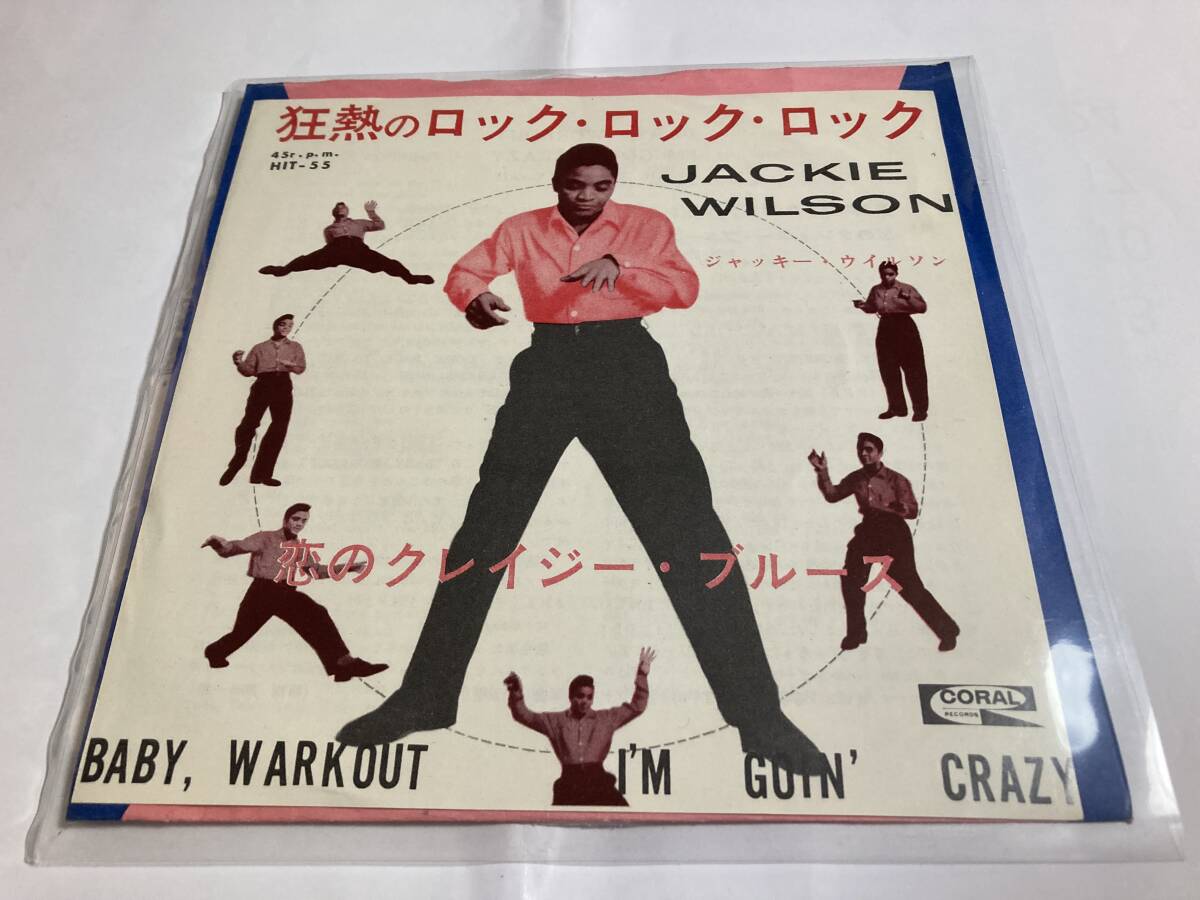 狂熱のロック・ロック・ロック
45r.p.m.
HIT-55
JACKIE
WILSON
ジャッキー・ウイルソン
恋のクレイジー・ブルース
CORAL
RECORDS
BABY, WARKOUT I'M GOIN' CRAZY